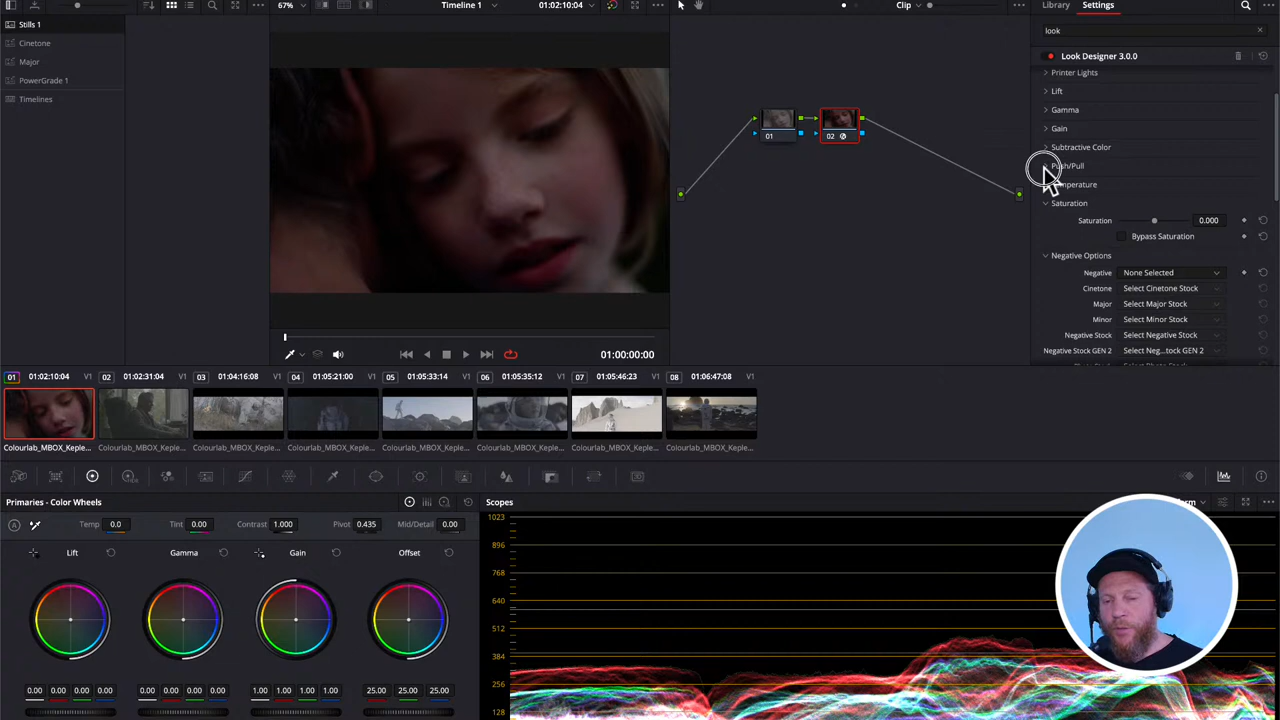 67%
Timeline 1
01:02:10:04
Clip
Library
Settings
Stills 1
Cinetone
Major
PowerGrade 1
Timelines
look
Look Designer 3.0.0
Printer Lights
Lift
Gamma
Gain
Subtractive Color
Push/Pull
Saturation
Saturation 0.000
Bypass Saturation
Negative Options
Negative None Selected
Cinetone Select Cinetone Stock
Major Select Major Stock
Minor Select Minor Stock
Negative Stock Select Negative Stock
Negative Stock GEN 2 Select Neg...tock GEN 2
01
02
01:00:00:00
01 01:02:10:04 V1
02 01:02:31:04 V1
03 01:04:16:08 V1
04 01:05:21:00 V1
05 01:05:33:14 V1
06 01:05:35:12 V1
07 01:05:46:23 V1
08 01:06:47:08 V1
Colourlab_MBOX_Keple...
Colourlab_MBOX_Keple...
Colourlab_MBOX_Keple...
Colourlab_MBOX_Keple...
Colourlab_MBOX_Keple...
Colourlab_MBOX_Keple...
Colourlab_MBOX_Keple...
Colourlab_MBOX_Keple...
Primaries - Color Wheels
Scopes
Temp 0.0 Tint 0.00 Contrast 1.000 Pivot 0.435 Mid/Detail 0.00
Lift
Gamma
Gain
Offset
0.00 0.00 0.00 0.00
0.00 0.00 0.00 0.00
1.00 1.00 1.00 1.00
25.00 25.00 25.00
1023
896
768
640
512
384
256
128